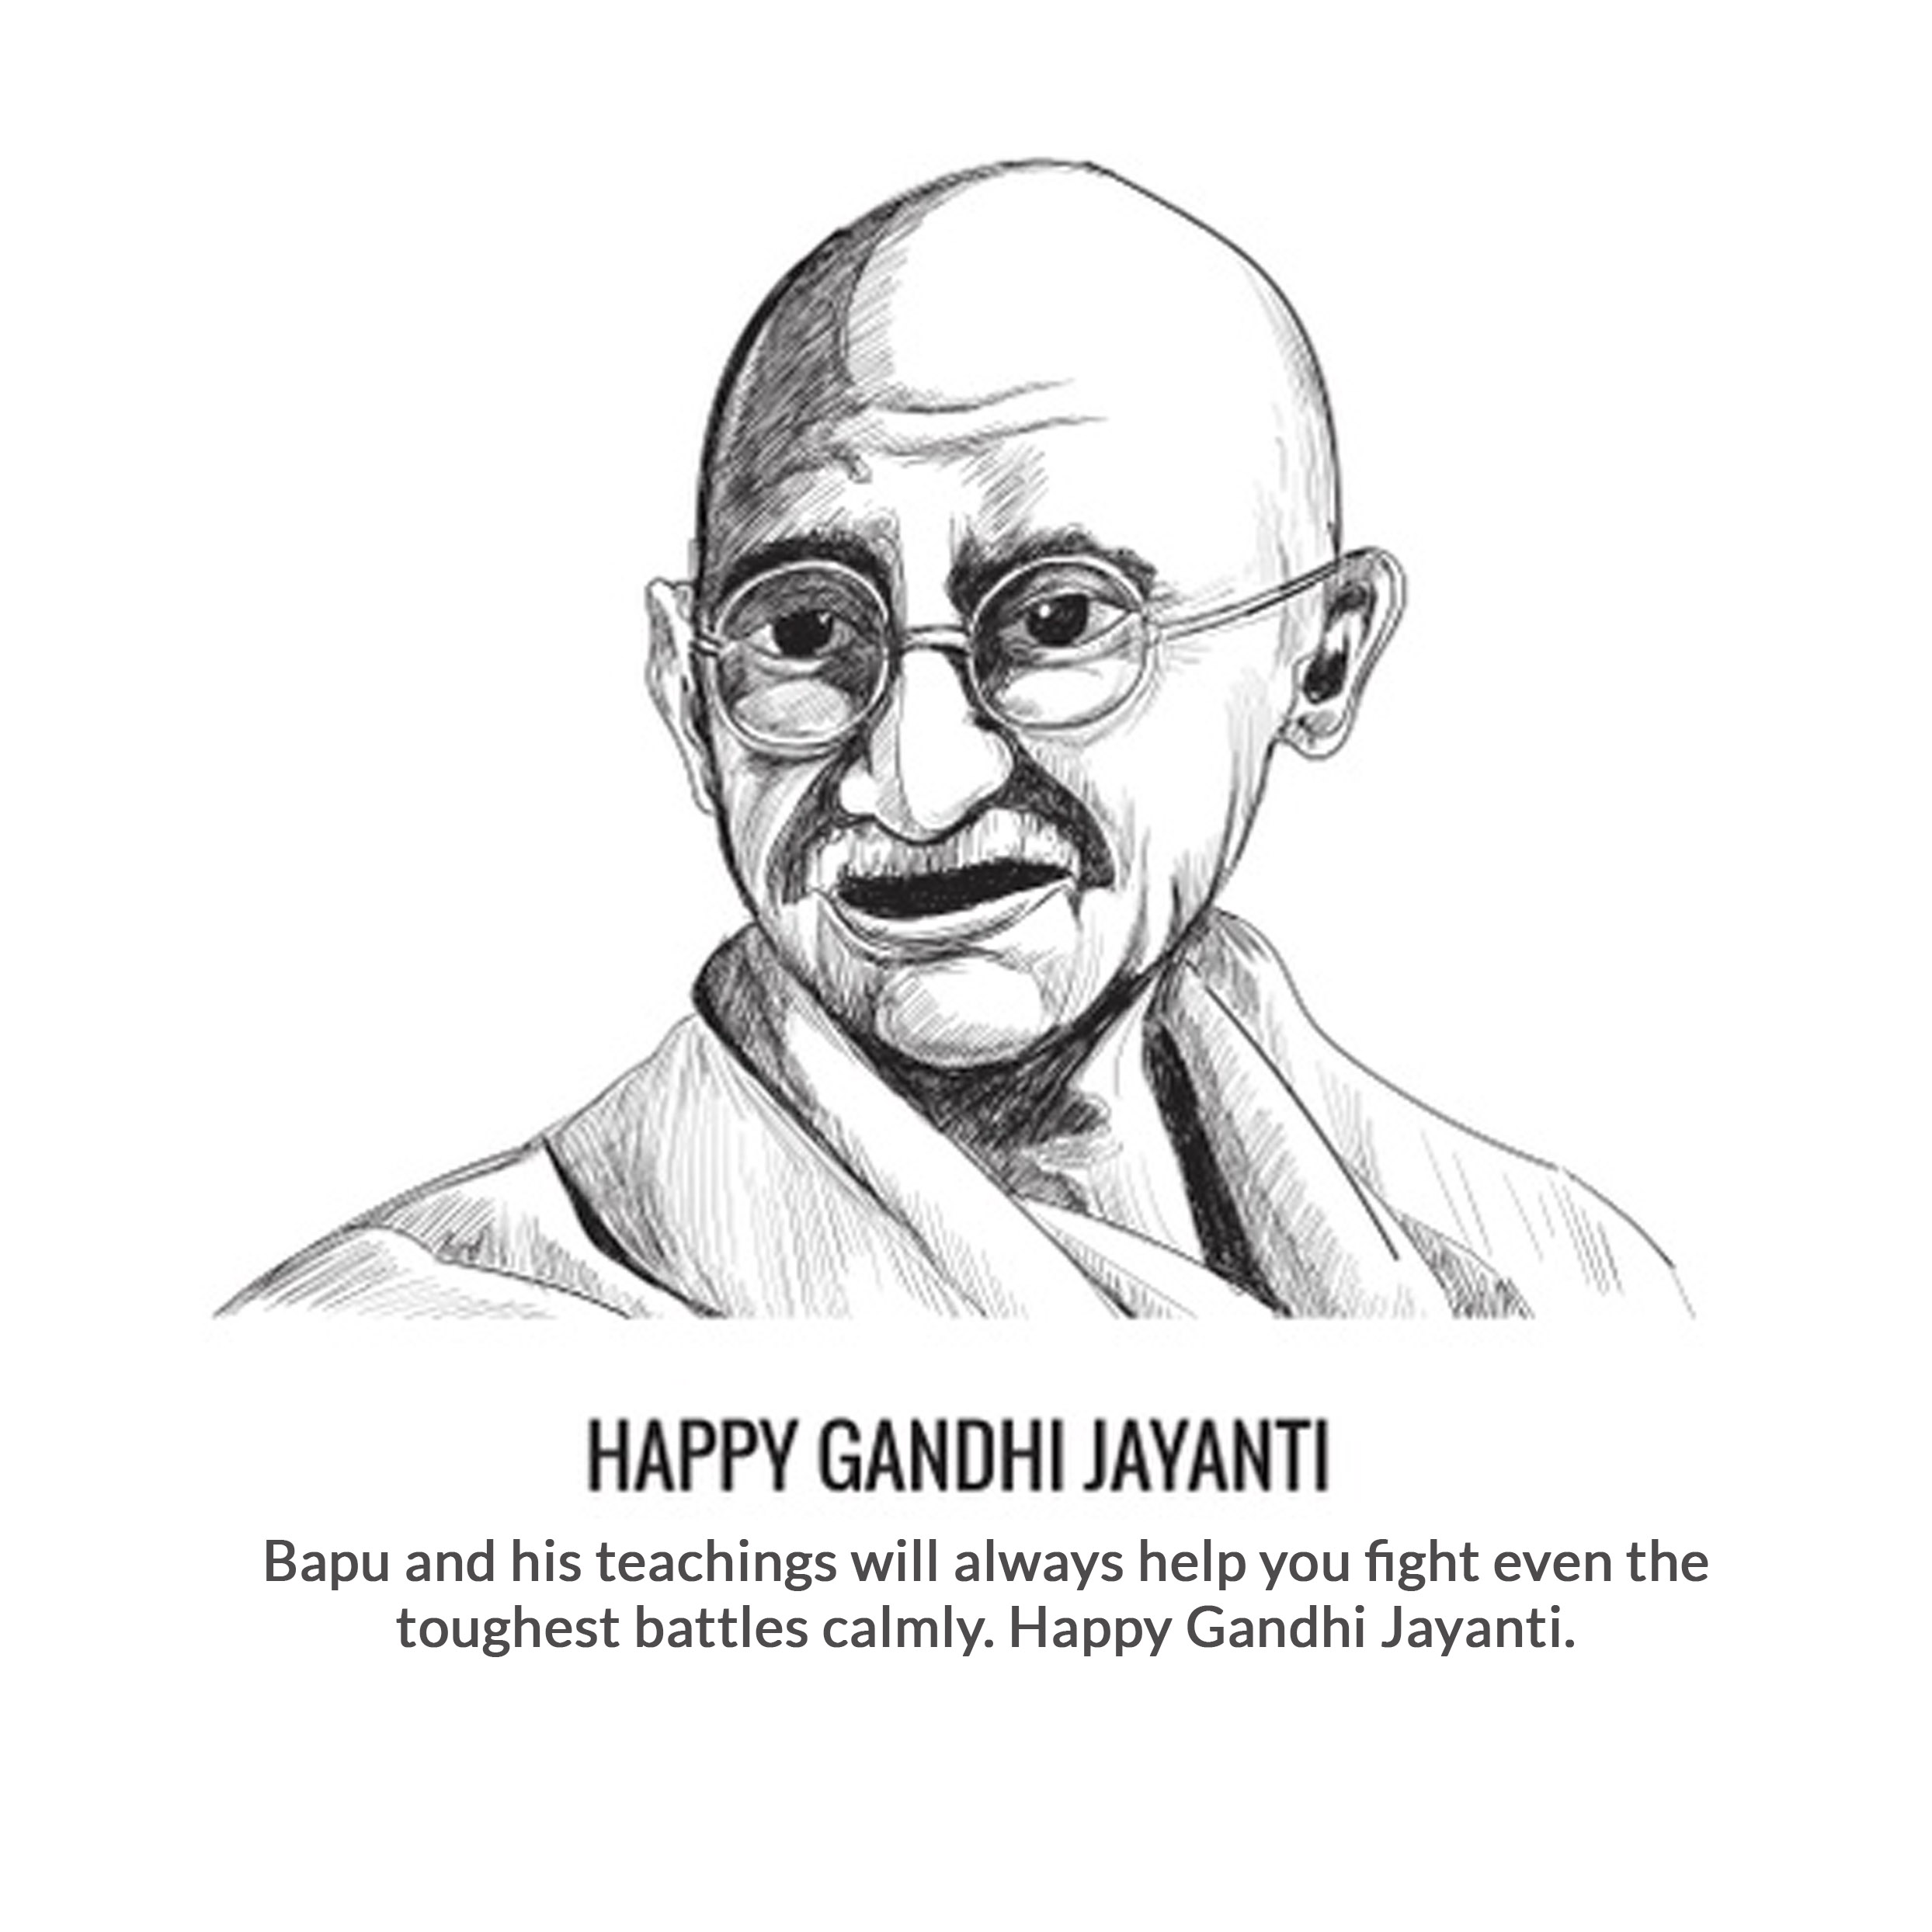 HAPPY GANDHI JAYANTI
Bapu and his teachings will always help you fight even the
toughest battles calmly. Happy Gandhi Jayanti.